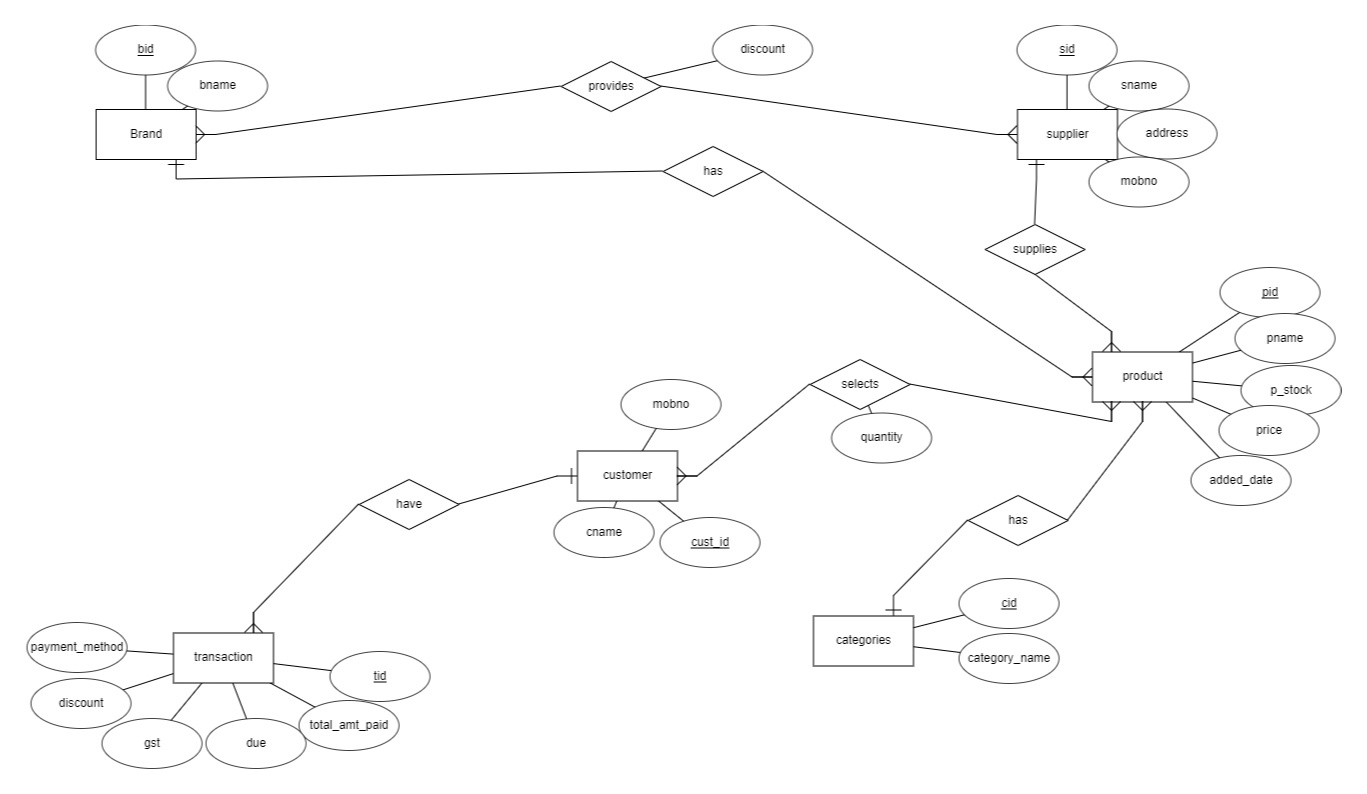 bid
bname
Brand
provides
discount
sid
sname
supplier
address
mobno
has
supplies
pid
pname
product
p_stock
price
added_date
selects
quantity
mobno
customer
cname
cust_id
have
has
cid
categories
category_name
payment_method
transaction
tid
discount
total_amt_paid
gst
due